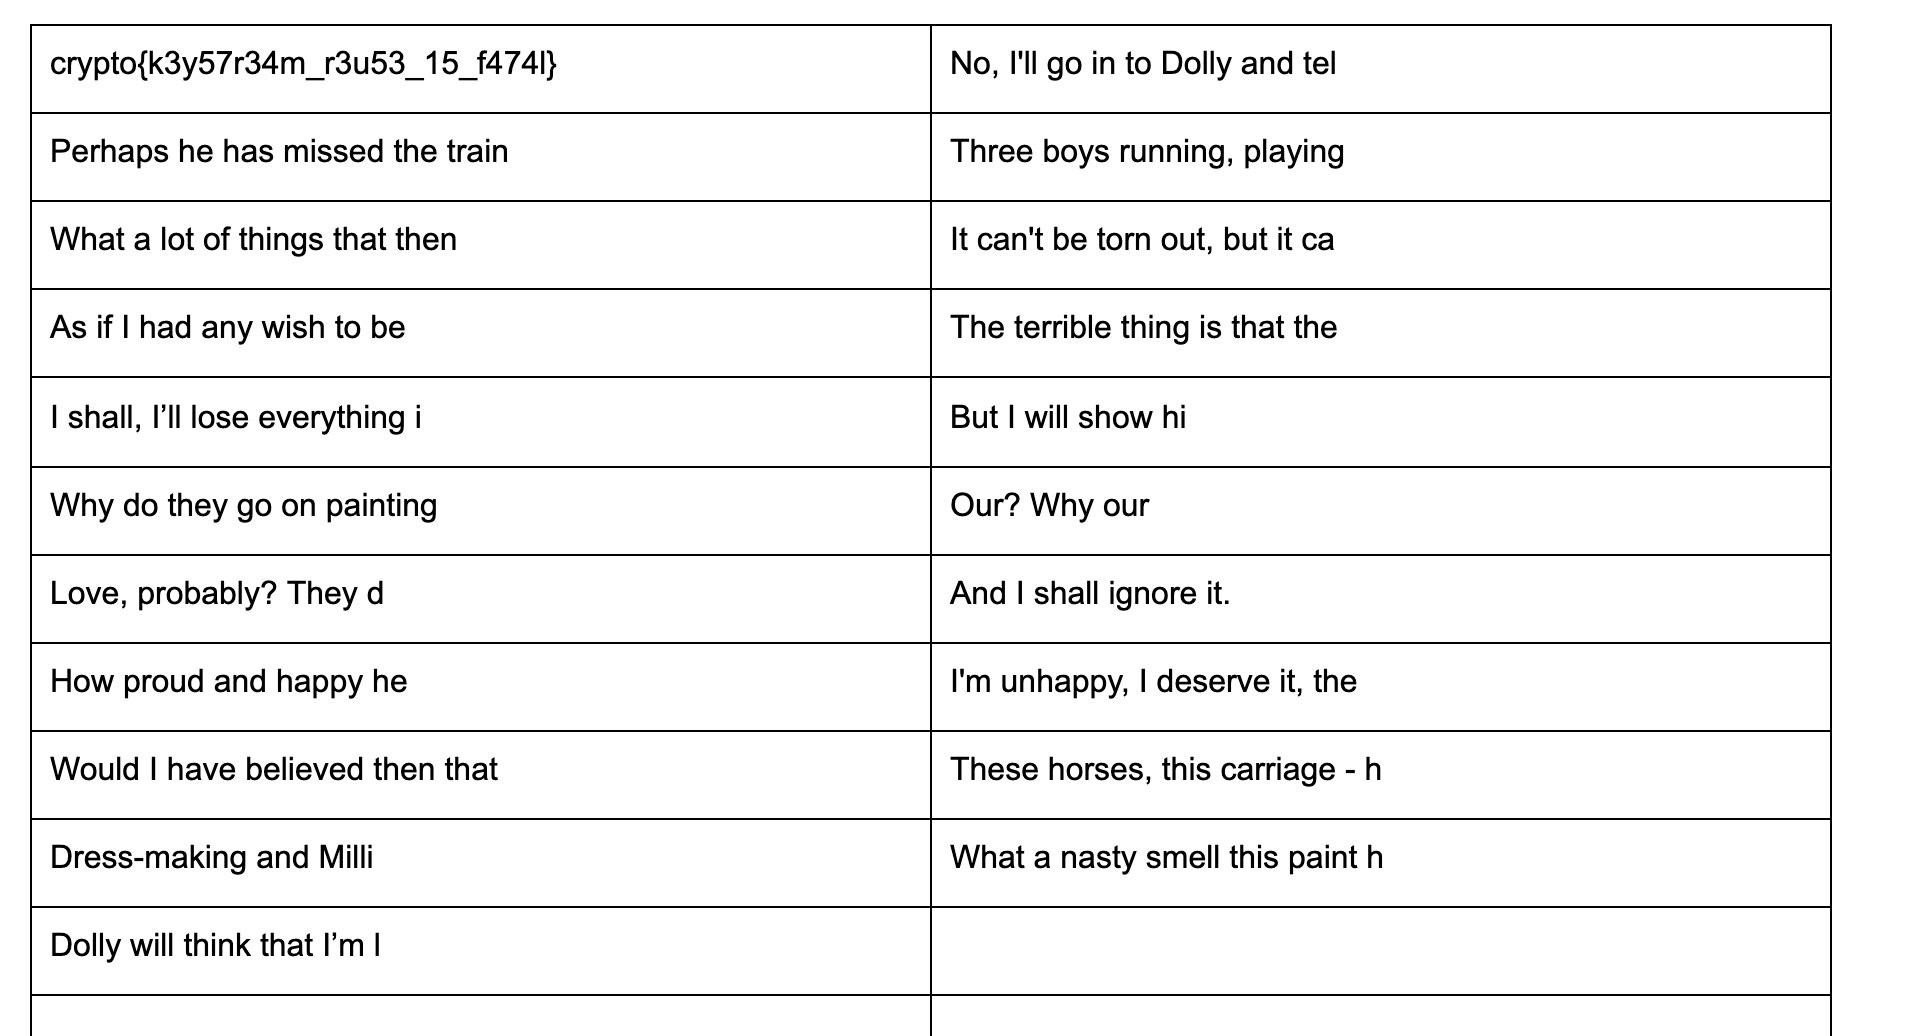 crypto{k3y57r34m_r3u53_15_f474l}
No, I'll go in to Dolly and tel
Perhaps he has missed the train
Three boys running, playing
What a lot of things that then
It can't be torn out, but it ca
As if I had any wish to be
The terrible thing is that the
I shall, I’ll lose everything i
But I will show hi
Why do they go on painting
Our? Why our
Love, probably? They d
And I shall ignore it.
How proud and happy he
I'm unhappy, I deserve it, the
Would I have believed then that
These horses, this carriage - h
Dress-making and Milli
What a nasty smell this paint h
Dolly will think that I’m l